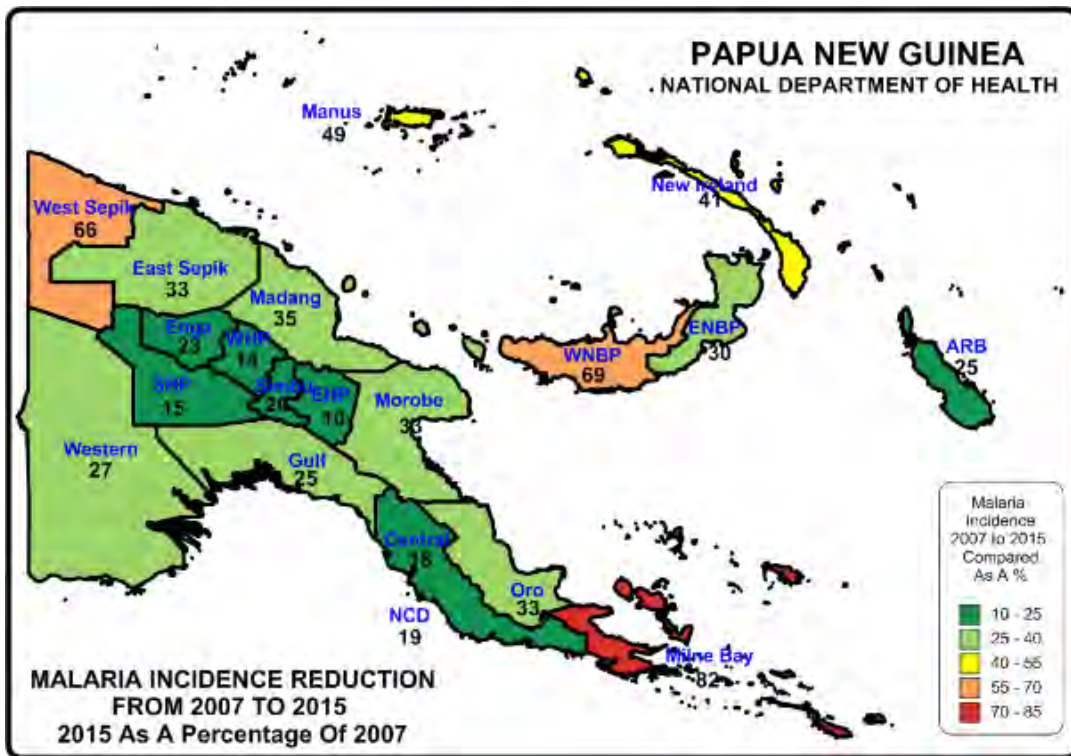 PAPUA NEW GUINEA
NATIONAL DEPARTMENT OF HEALTH
Manus
49
New Ireland
41
West Sepik
66
East Sepik
33
Madang
35
Enga
23
WHP
14
SHP
15
Simbu
20
EHP
10
Morobe
33
WNBP
69
ENBP
30
ARB
25
Western
27
Gulf
25
Central
18
Oro
33
NCD
19
Milne Bay
82
Malaria
Incidence
2007 to 2015
Compared
As A %
10 - 25
25 - 40
40 - 55
55 - 70
70 - 85
MALARIA INCIDENCE REDUCTION
FROM 2007 TO 2015
2015 As A Percentage Of 2007